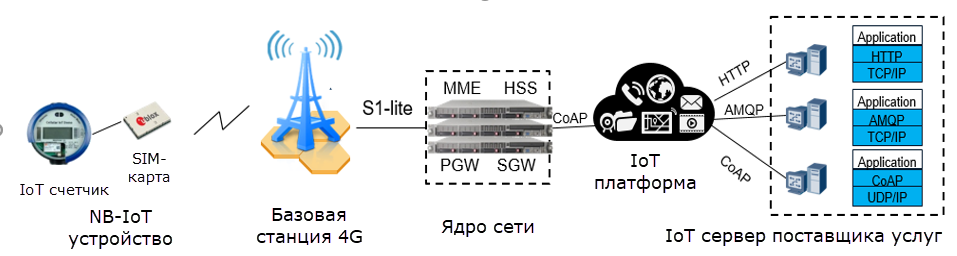 IoT счетчик
ublox
SIM-
карта
NB-IoT
устройство
Базовая
станция 4G
S1-lite
MME HSS
PGW SGW
Ядро сети
CoAP
IoT
платформа
HTTP
AMQP
CoAP
Application
HTTP
TCP/IP
Application
AMQP
TCP/IP
Application
CoAP
UDP/IP
IoT сервер поставщика услуг